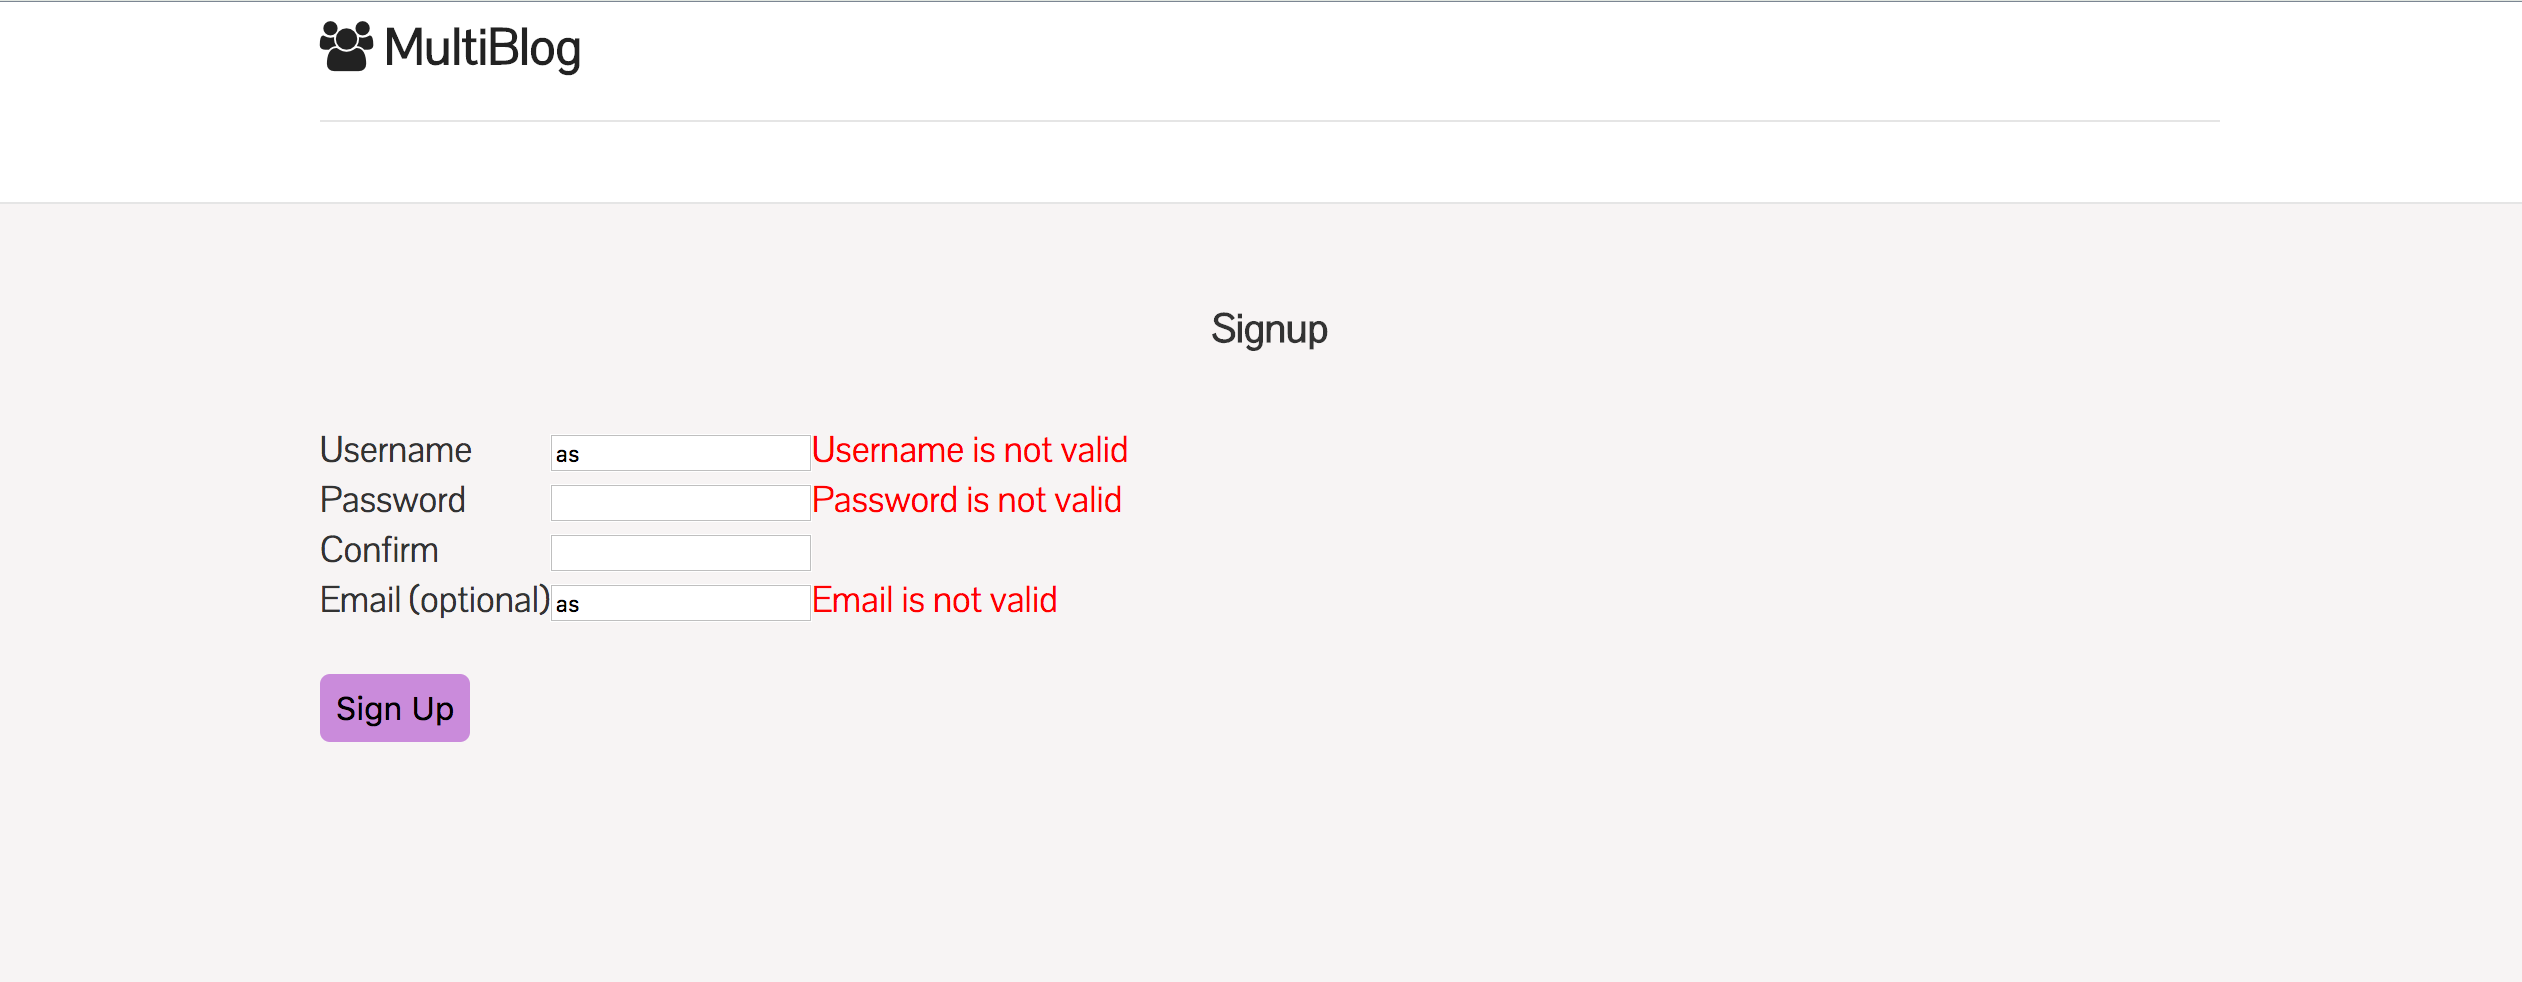 MultiBlog
Signup
Username as Username is not valid
Password Password is not valid
Confirm
Email (optional) as Email is not valid
Sign Up